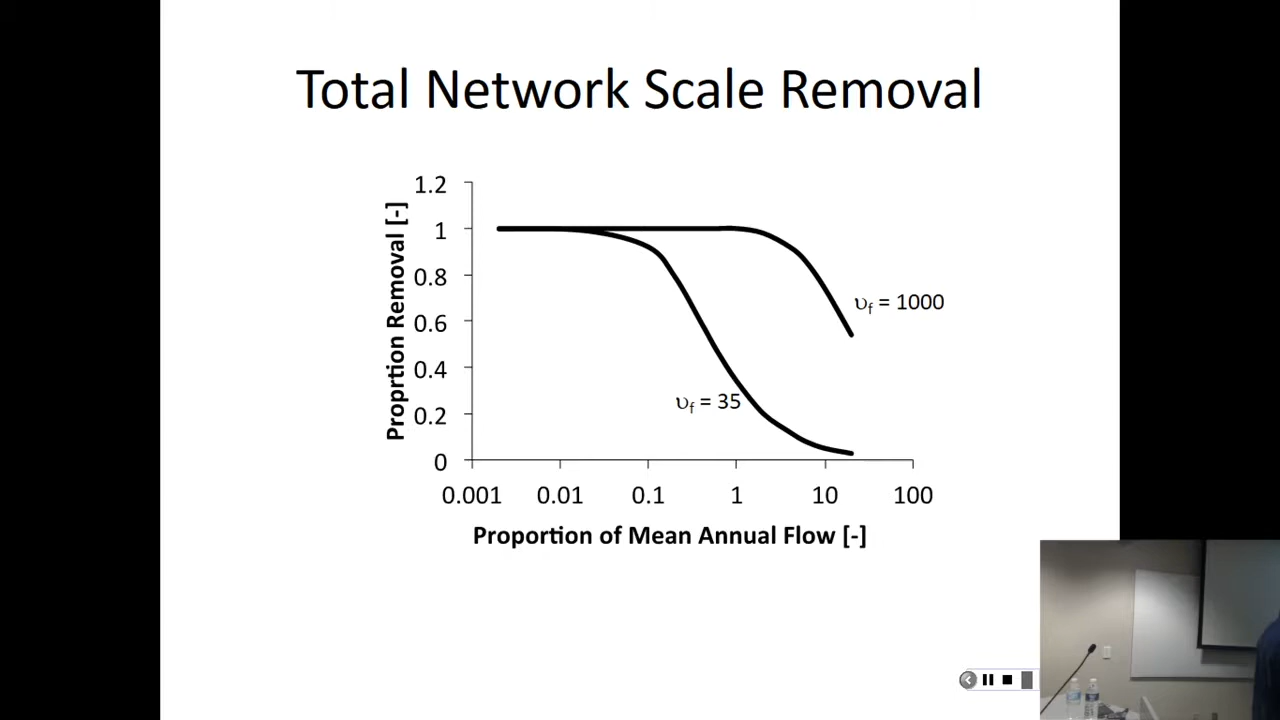 Total Network Scale Removal
1.2
1
0.8
0.6
0.4
0.2
0
Proprtion Removal [-]
υf = 1000
υf = 35
0.001 0.01 0.1 1 10 100
Proportion of Mean Annual Flow [-]